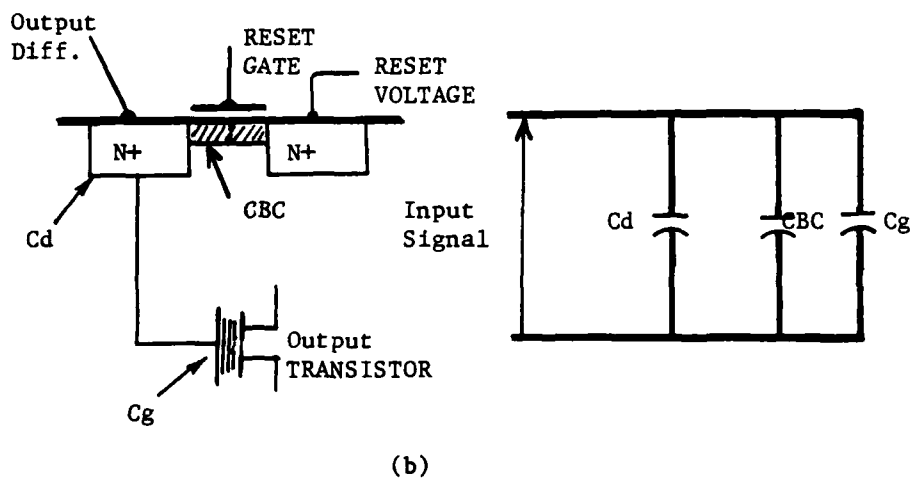 Output
Diff.
RESET
GATE
RESET
VOLTAGE
N+
N+
CBC
Cd
Output
TRANSISTOR
Cg
Input
Signal
Cd
CBC
Cg
(b)